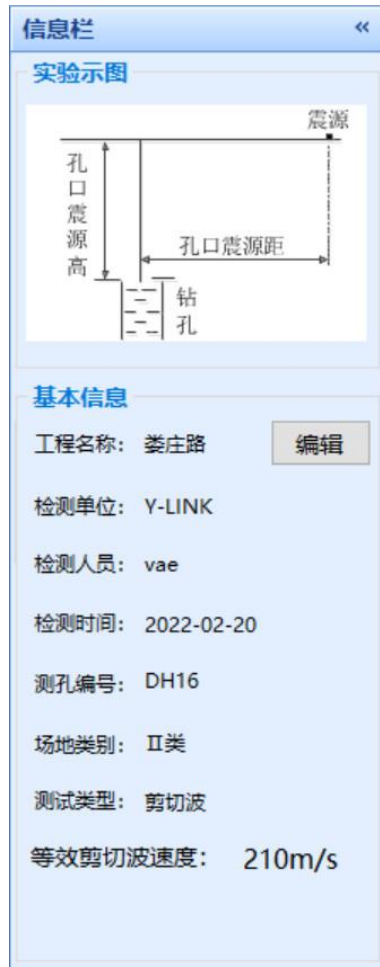 信息栏 «
实验示图
震源
孔口震源高
孔口震源距
钻孔
基本信息
工程名称： 娄庄路 编辑
检测单位： Y-LINK
检测人员： vae
检测时间： 2022-02-20
测孔编号： DH16
场地类别： Ⅱ类
测试类型： 剪切波
等效剪切波速度： 210m/s